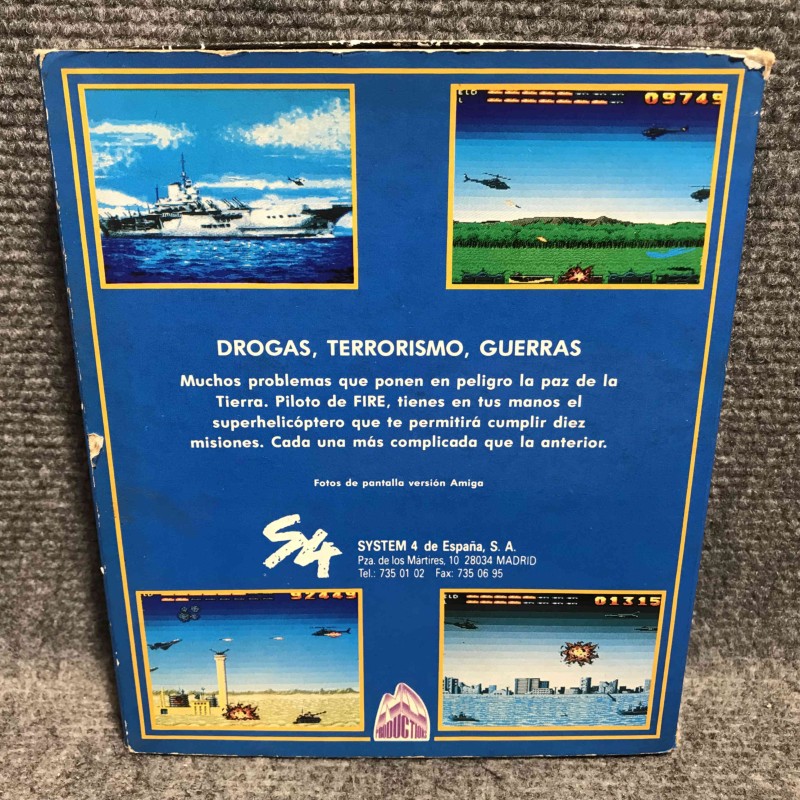 09749
DROGAS, TERRORISMO, GUERRAS
Muchos problemas que ponen en peligro la paz de la
Tierra. Piloto de FIRE, tienes en tus manos el
superhelicóptero que te permitirá cumplir diez
misiones. Cada una más complicada que la anterior.
Fotos de pantalla versión Amiga
S4
SYSTEM 4 de España, S. A.
Pza. de los Mártires, 10 28034 MADRID
Tel.: 735 01 02 Fax: 735 06 95
92449
01315
PRODUCTIONS